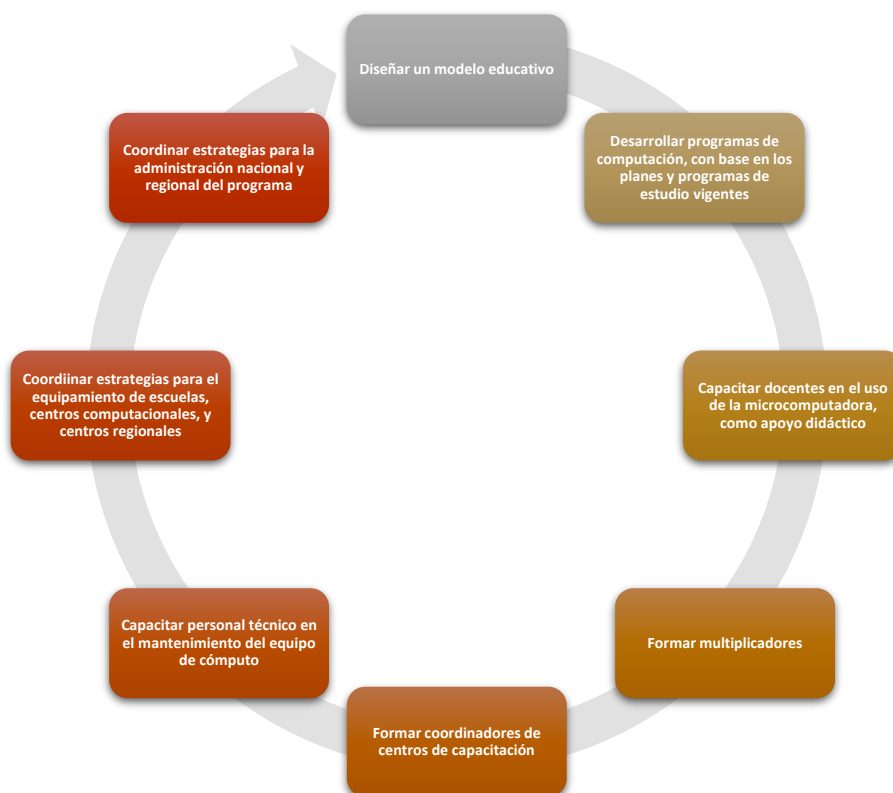 Diseñar un modelo educativo
Desarrollar programas de
computación, con base en los
planes y programas de
estudio vigentes
Capacitar docentes en el uso
de la microcomputadora,
como apoyo didáctico
Formar multiplicadores
Formar coordinadores de
centros de capacitación
Capacitar personal técnico en
el mantenimiento del equipo
de cómputo
Coordiinar estrategias para el
equipamiento de escuelas,
centros computacionales, y
centros regionales
Coordinar estrategias para la
administración nacional y
regional del programa